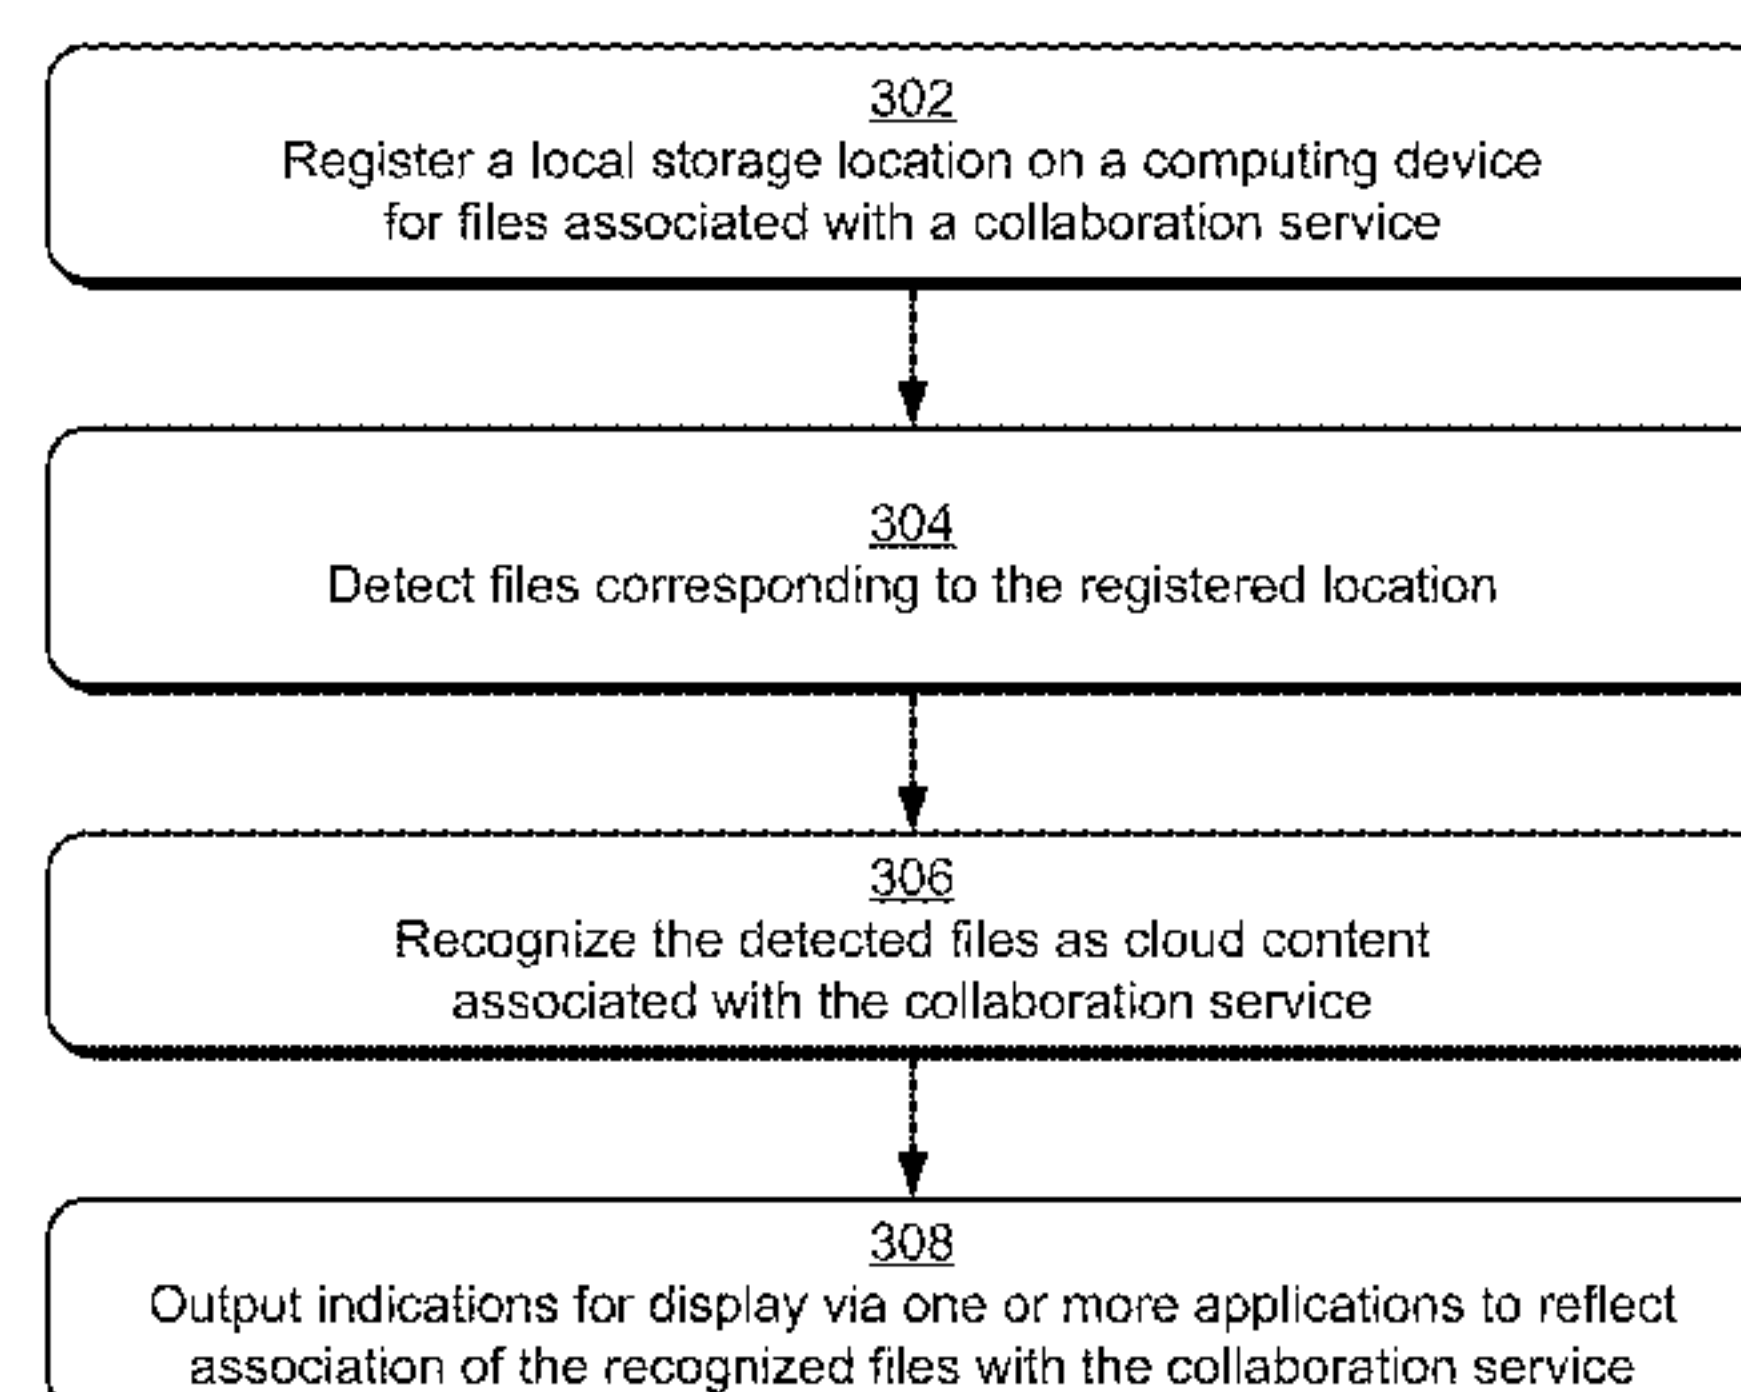 302
Register a local storage location on a computing device
for files associated with a collaboration service
304
Detect files corresponding to the registered location
306
Recognize the detected files as cloud content
associated with the collaboration service
308
Output indications for display via one or more applications to reflect
association of the recognized files with the collaboration service